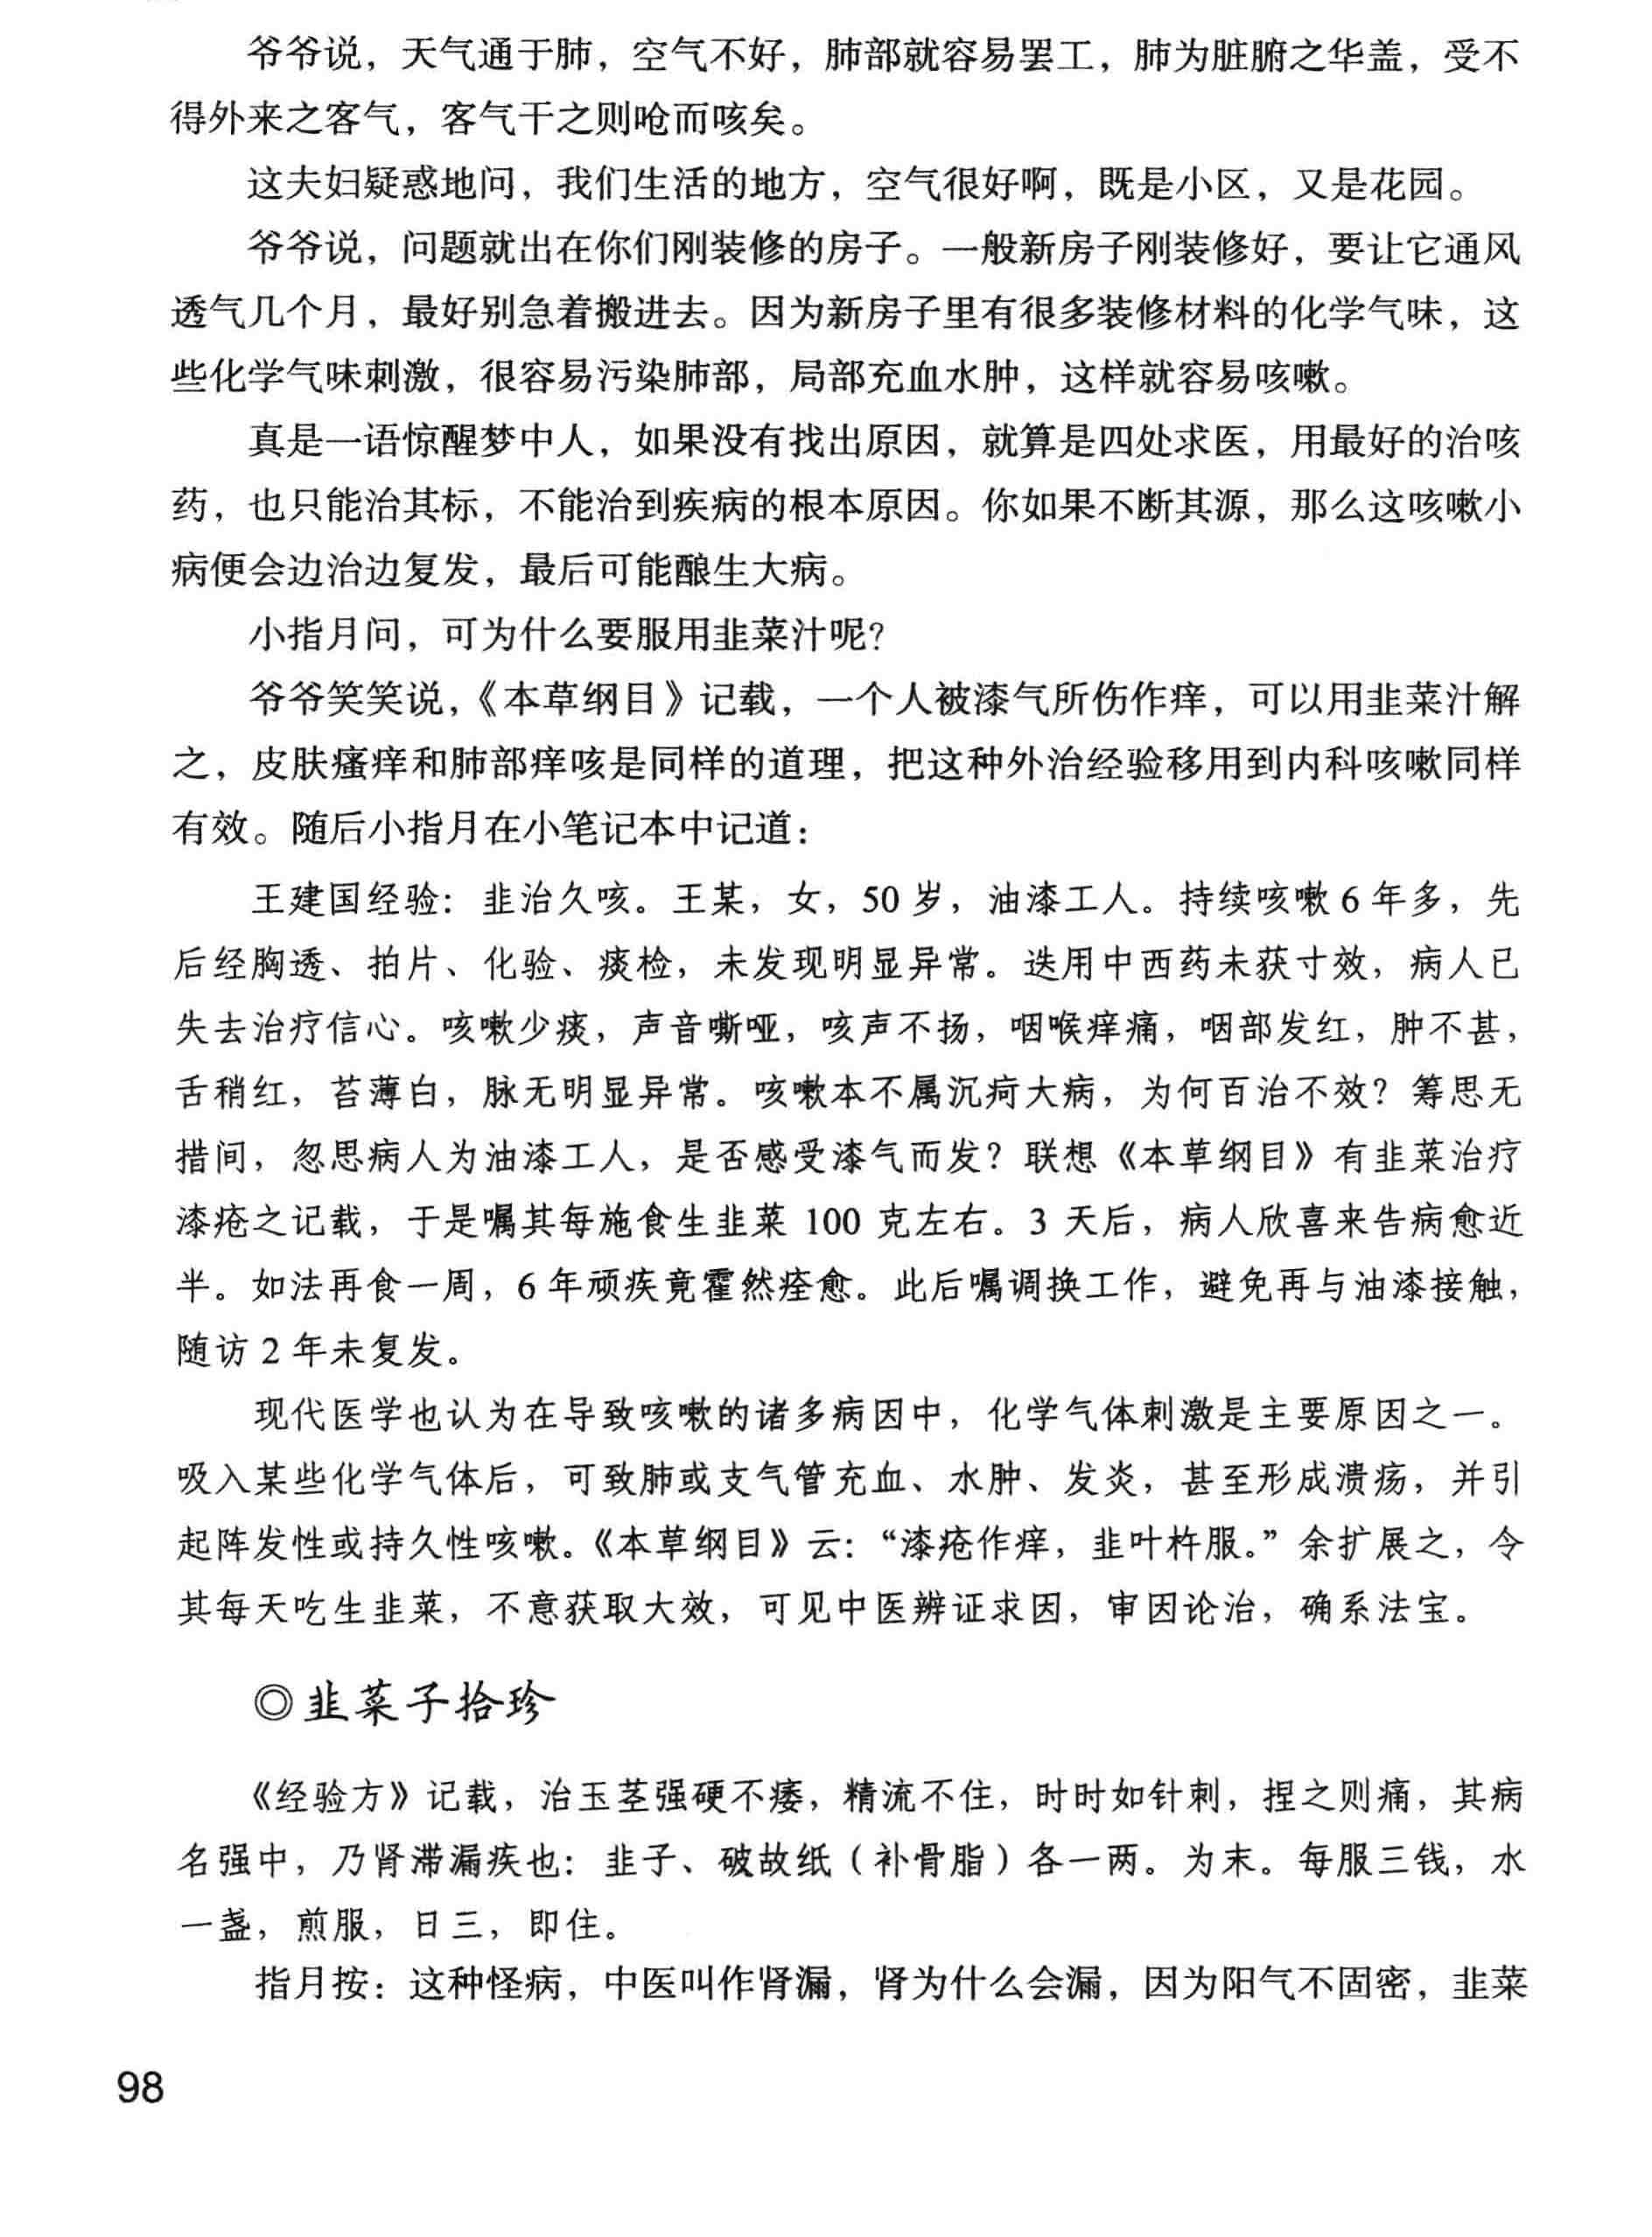 爷爷说，天气通于肺，空气不好，肺部就容易罢工，肺为脏腑之华盖，受不
得外来之客气，客气干之则呛而咳矣。
这夫妇疑惑地问，我们生活的地方，空气很好啊，既是小区，又是花园。
爷爷说，问题就出在你们刚装修的房子。一般新房子刚装修好，要让它通风
透气几个月，最好别急着搬进去。因为新房子里有很多装修材料的化学气味，这
些化学气味刺激，很容易污染肺部，局部充血水肿，这样就容易咳嗽。
真是一语惊醒梦中人，如果没有找出原因，就算是四处求医，用最好的治咳
药，也只能治其标，不能治到疾病的根本原因。你如果不断其源，那么这咳嗽小
病便会边治边复发，最后可能酿生大病。
小指月问，可为什么要服用韭菜汁呢？
爷爷笑笑说，《本草纲目》记载，一个人被漆气所伤作痒，可以用韭菜汁解
之，皮肤瘙痒和肺部痒咳是同样的道理，把这种外治经验移用到内科咳嗽同样
有效。随后小指月在小笔记本中记道：
王建国经验：韭治久咳。王某，女，50 岁，油漆工人。持续咳嗽 6 年多，先
后经胸透、拍片、化验、痰检，未发现明显异常。迭用中西药未获寸效，病人已
失去治疗信心。咳嗽少痰，声音嘶哑，咳声不扬，咽喉痒痛，咽部发红，肿不甚，
舌稍红，苔薄白，脉无明显异常。咳嗽本不属沉疴大病，为何百治不效？筹思无
措间，忽思病人为油漆工人，是否感受漆气而发？联想《本草纲目》有韭菜治疗
漆疮之记载，于是嘱其每施食生韭菜 100 克左右。3 天后，病人欣喜来告病愈近
半。如法再食一周，6 年顽疾竟霍然痊愈。此后嘱调换工作，避免再与油漆接触，
随访 2 年未复发。
现代医学也认为在导致咳嗽的诸多病因中，化学气体刺激是主要原因之一。
吸入某些化学气体后，可致肺或支气管充血、水肿、发炎，甚至形成溃疡，并引
起阵发性或持久性咳嗽。《本草纲目》云：“漆疮作痒，韭叶杵服。”余扩展之，令
其每天吃生韭菜，不意获取大效，可见中医辨证求因，审因论治，确系法宝。
◎韭菜子拾珍
《经验方》记载，治玉茎强硬不痿，精流不住，时时如针刺，捏之则痛，其病
名强中，乃肾滞漏疾也：韭子、破故纸（补骨脂）各一两。为末。每服三钱，水
一盏，煎服，日三，即住。
指月按：这种怪病，中医叫作肾漏，肾为什么会漏，因为阳气不固密，韭菜
98